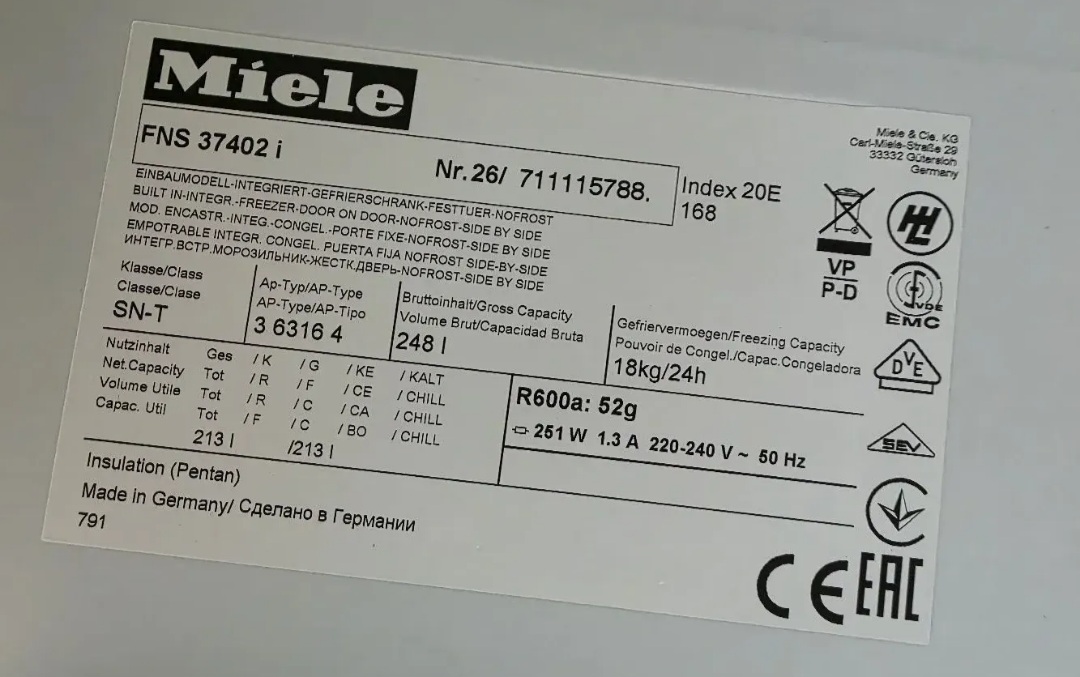 Miele
FNS 37402 i
Nr.26/ 711115788.
Index 20E
168
Miele & Cie. KG
Carl-Miele-Straße 29
33332 Gütersloh
Germany
EINBAUMODELL-INTEGRIERT-GEFRIERSCHRANK-FESTTUER-NOFROST
BUILT IN-INTEGR.-FREEZER-DOOR ON DOOR-NOFROST-SIDE BY SIDE
MOD. ENCASTR.-INTEG.-CONGEL.-PORTE FIXE-NOFROST-SIDE BY SIDE
EMPOTRABLE INTEGR. CONGEL. PUERTA FIJA NOFROST SIDE-BY-SIDE
ИНТЕГР.ВСТР.МОРОЗИЛЬНИК-ЖЕСТК.ДВЕРЬ-NOFROST-SIDE BY SIDE
VP
P-D
VDE
EMC
Klasse/Class
Classe/Clase
SN-T
Ap-Typ/AP-Type
AP-Type/AP-Tipo
3 6316 4
Bruttoinhalt/Gross Capacity
Volume Brut/Capacidad Bruta
248 l
Gefriervermoegen/Freezing Capacity
Pouvoir de Congel./Capac.Congeladora
18kg/24h
DVE
Nutzinhalt Ges / K / G / KE / KALT
Net.Capacity Tot / R / F / CE / CHILL
Volume Utile Tot / R / C / CA / CHILL
Capac. Util Tot / F / C / BO / CHILL
213 l /213 l
R600a: 52g
251 W 1.3 A 220-240 V ~ 50 Hz
SEV
Insulation (Pentan)
Made in Germany/ Сделано в Германии
791
CE EAC